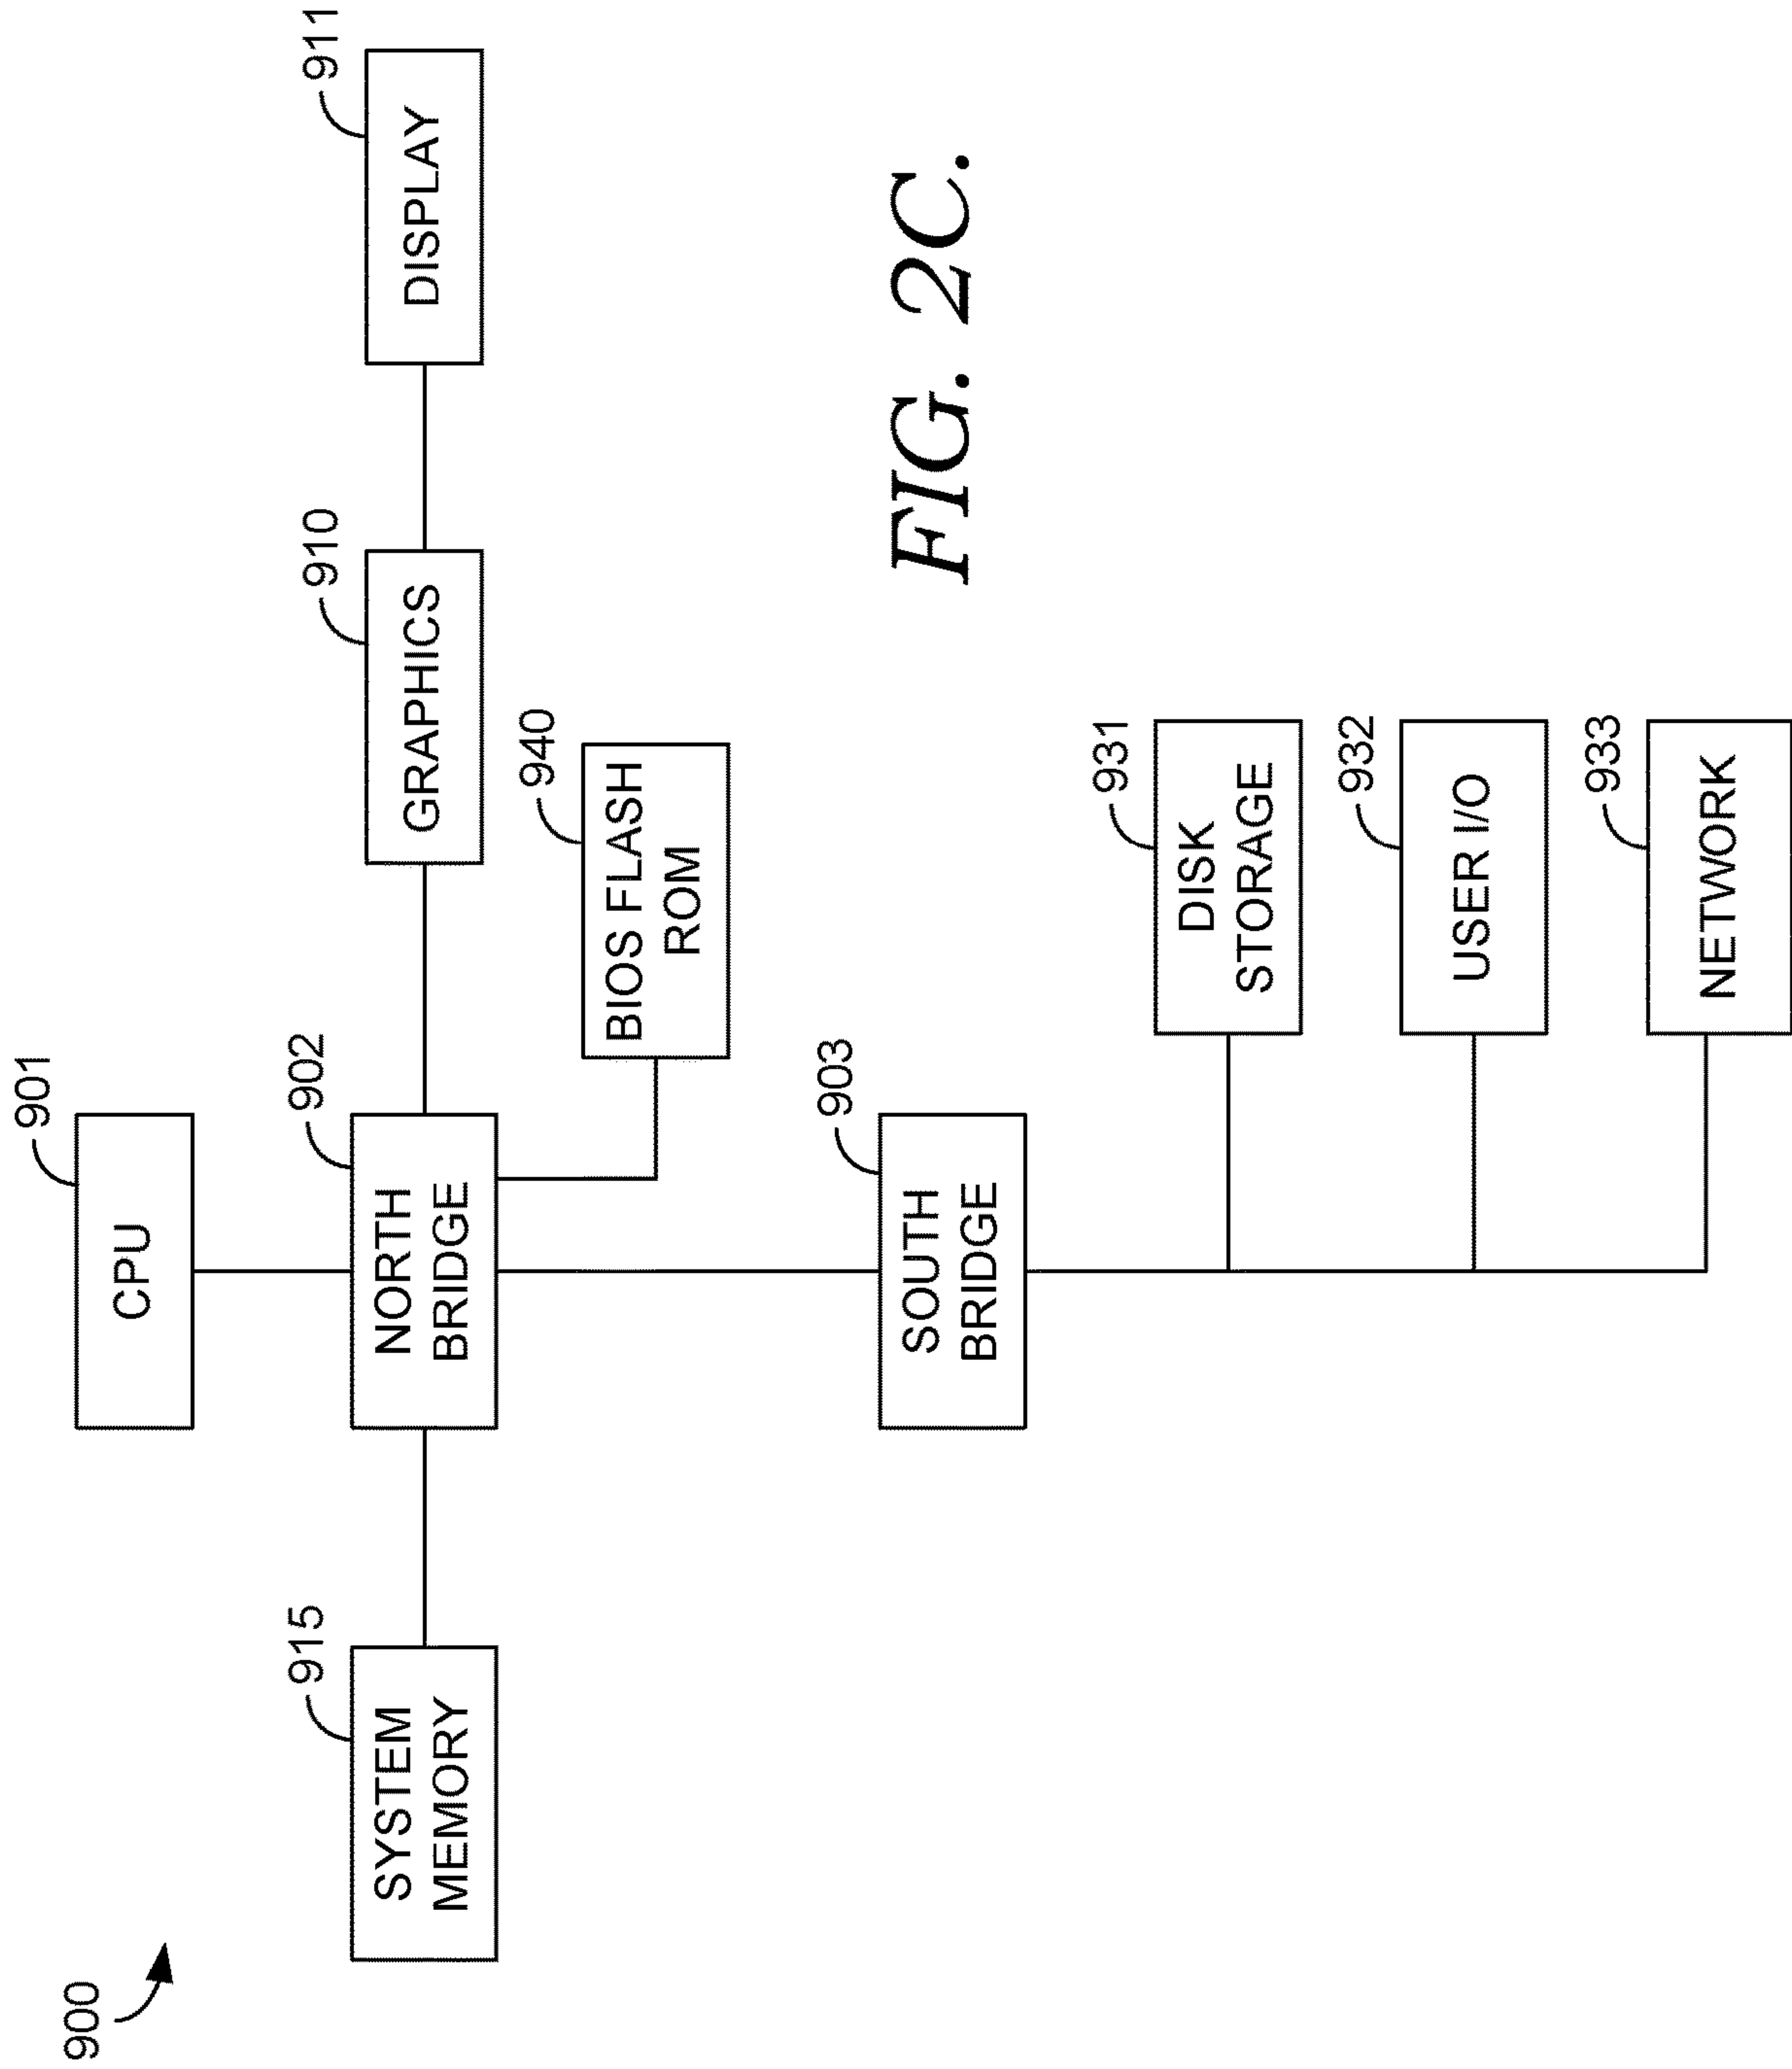 900
901
CPU
915
SYSTEM
MEMORY
902
NORTH
BRIDGE
910
GRAPHICS
911
DISPLAY
940
BIOS FLASH
ROM
903
SOUTH
BRIDGE
931
DISK
STORAGE
932
USER I/O
933
NETWORK
FIG. 2C.